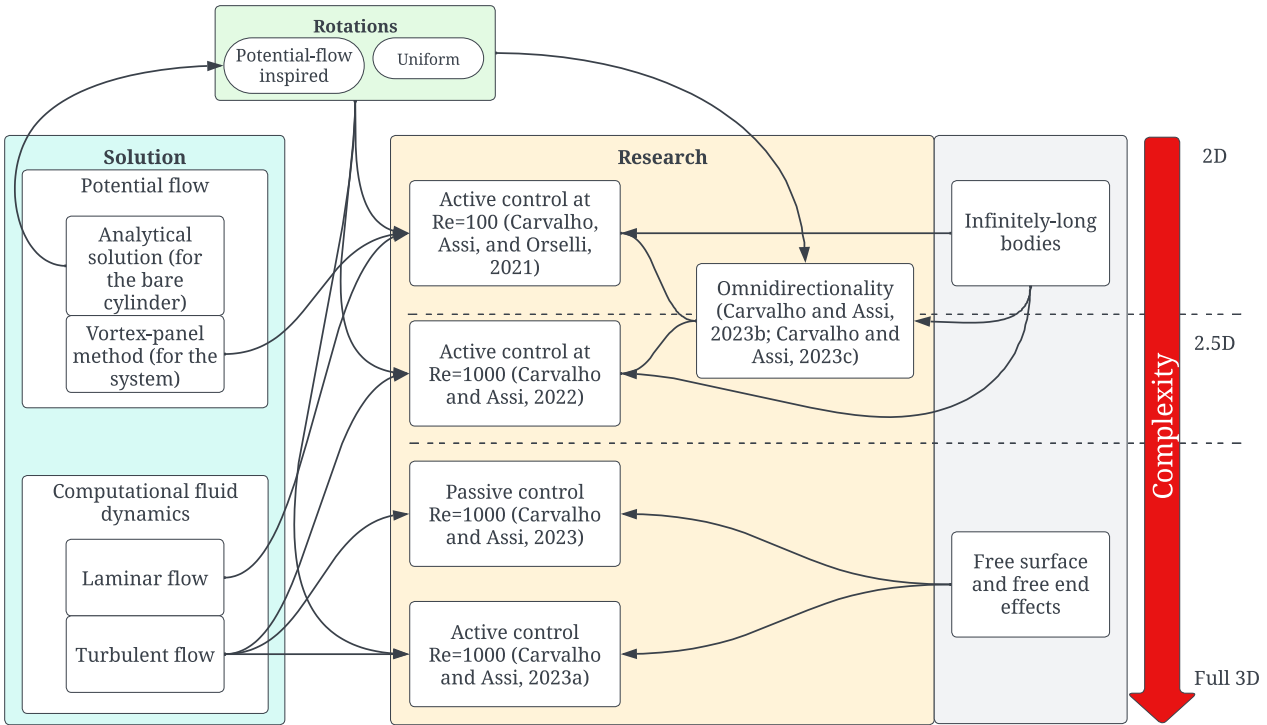 Rotations
Potential-flow
inspired
Uniform
Solution
Potential flow
Analytical
solution (for
the bare
cylinder)
Vortex-panel
method (for the
system)
Computational fluid
dynamics
Laminar flow
Turbulent flow
Research
Active control at
Re=100 (Carvalho,
Assi, and Orselli,
2021)
Omnidirectionality
(Carvalho and Assi,
2023b; Carvalho and
Assi, 2023c)
Active control at
Re=1000 (Carvalho
and Assi, 2022)
Passive control
Re=1000 (Carvalho
and Assi, 2023)
Active control
Re=1000 (Carvalho
and Assi, 2023a)
Infinitely-long
bodies
Free surface
and free end
effects
Complexity
2D
2.5D
Full 3D